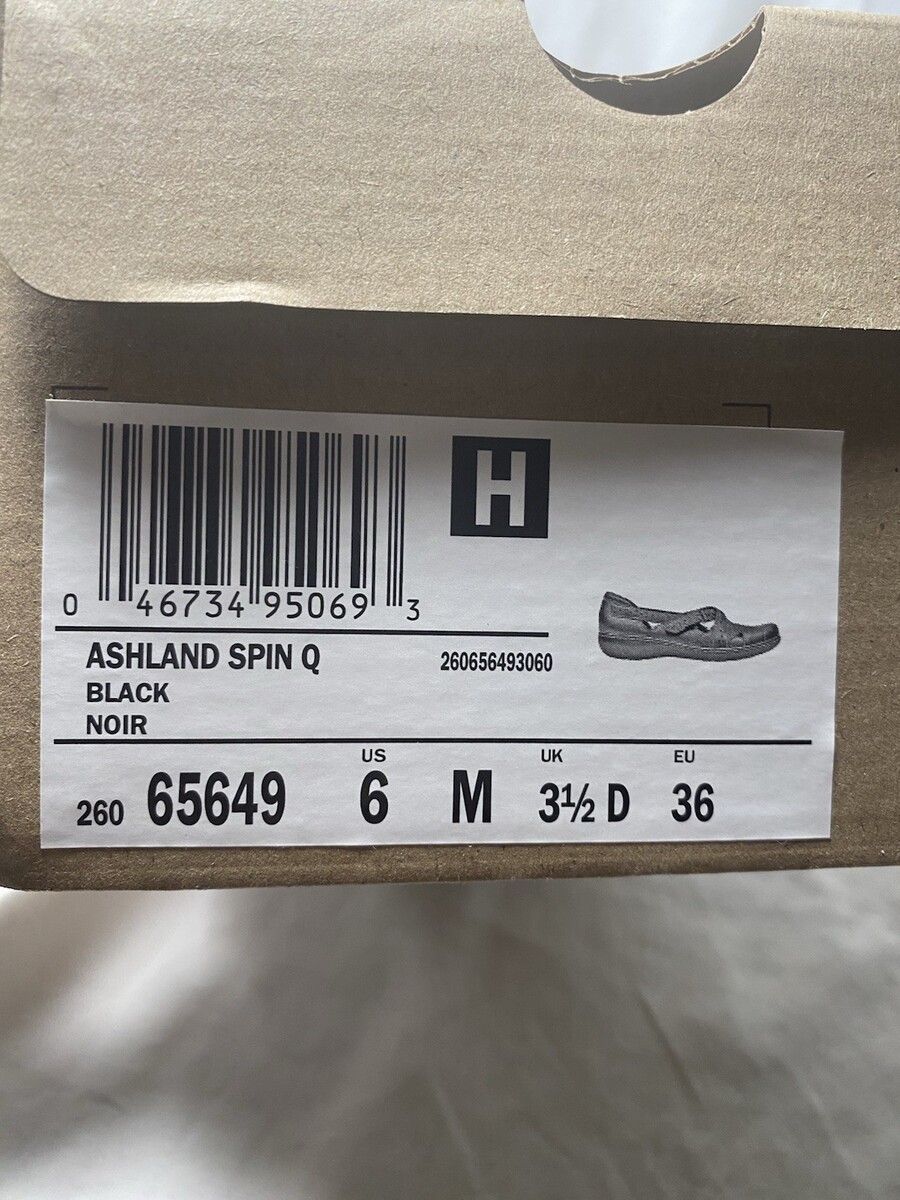 H
0 46734 95069 3
ASHLAND SPIN Q 260656493060
BLACK
NOIR
US UK EU
260 65649 6 M 3½ D 36